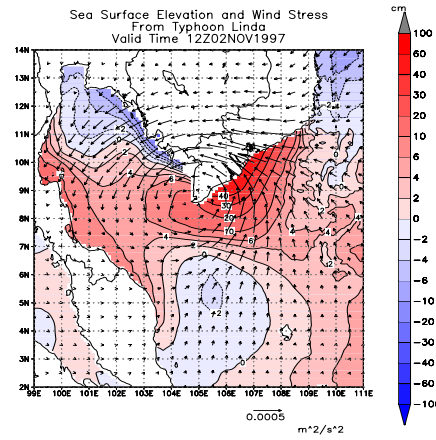 Sea Surface Elevation and Wind Stress
From Typhoon Linda
Valid Time 12Z02NOV1997
cm
14N
13N
12N
11N
10N
9N
8N
7N
6N
5N
4N
3N
2N
99E 100E 101E 102E 103E 104E 105E 106E 107E 108E 109E 110E 111E
100
60
40
30
20
10
6
4
2
0
-2
-4
-6
-10
-20
-30
-40
-60
-100
0.0005
m^2/s^2